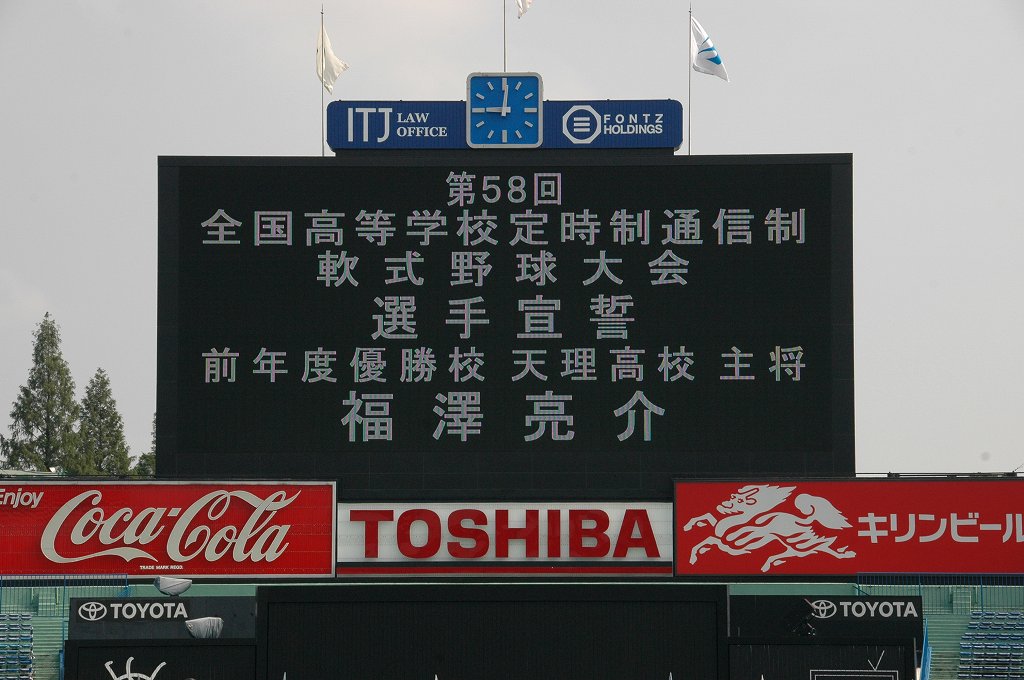 ITJ LAW OFFICE
FONTZ HOLDINGS
第58回
全国高等学校定時制通信制
軟式野球大会
選手宣誓
前年度優勝校 天理高校 主将
福澤亮介
Enjoy
Coca-Cola
TRADE MARK REGD.
TOSHIBA
キリンビール
TOYOTA
TOYOTA